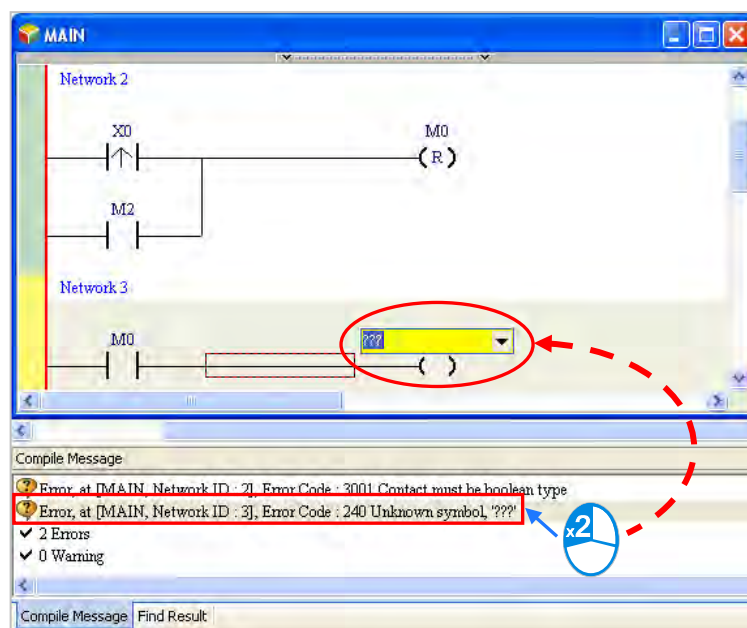 MAIN
Network 2
X0
M0
( R )
M2
Network 3
M0
???
Compile Message
Error, at [MAIN, Network ID : 2], Error Code : 3001 Contact must be boolean type
Error, at [MAIN, Network ID : 3], Error Code : 240 Unknown symbol, '???'
x2
2 Errors
0 Warning
Compile Message Find Result